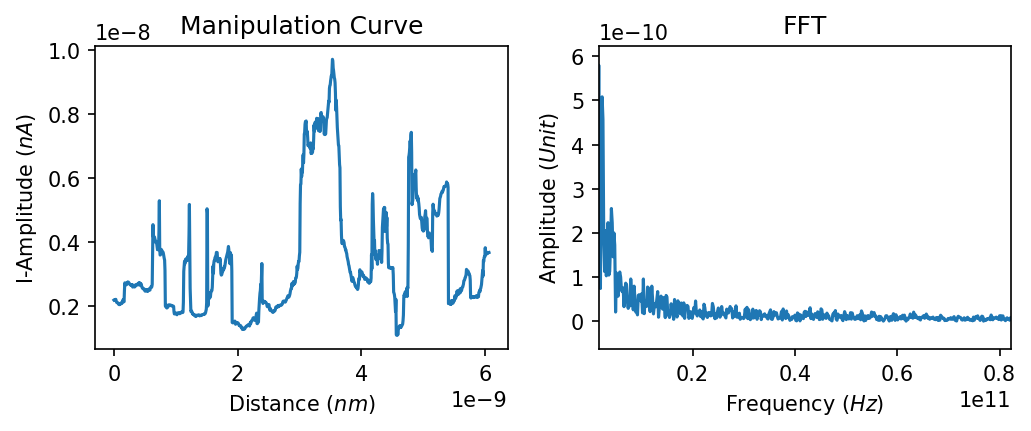 Manipulation Curve
1e−8
I-Amplitude (nA)
1.0
0.8
0.6
0.4
0.2
0 2 4 6
1e−9
Distance (nm)
FFT
1e−10
Amplitude (Unit)
6
5
4
3
2
1
0
0.2 0.4 0.6 0.8
1e11
Frequency (Hz)